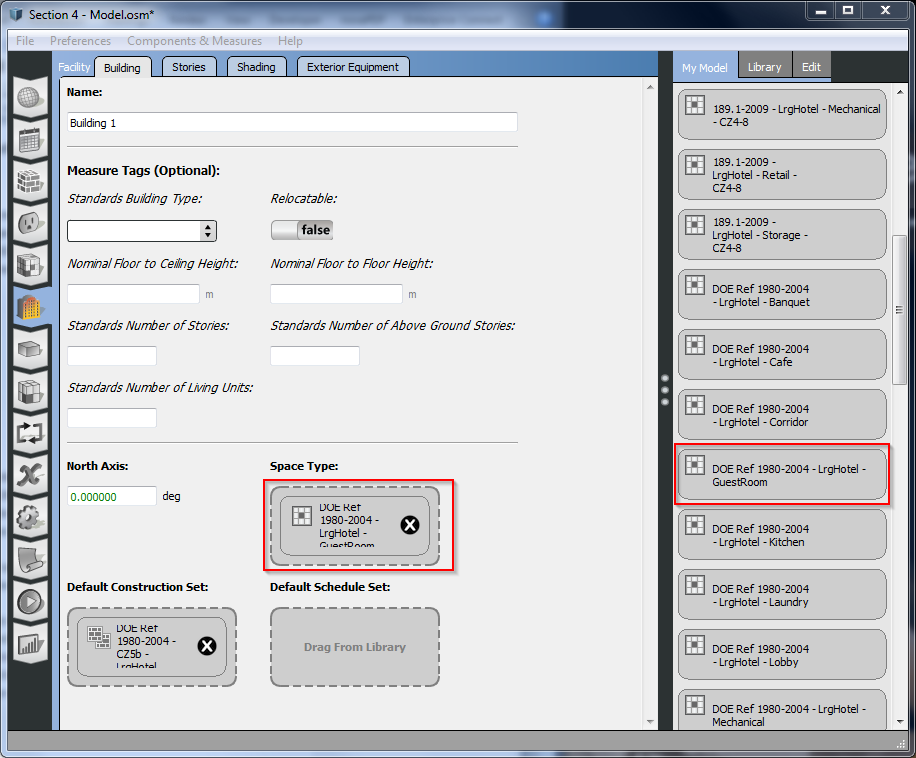 Section 4 - Model.osm*
File Preferences Components & Measures Help
Facility Building Stories Shading Exterior Equipment
My Model Library Edit
Name:
Building 1
Measure Tags (Optional):
Standards Building Type: Relocatable:
false
Nominal Floor to Ceiling Height: Nominal Floor to Floor Height:
m m
Standards Number of Stories: Standards Number of Above Ground Stories:
Standards Number of Living Units:
North Axis: Space Type:
0.000000 deg
DOE Ref
1980-2004 -
LrgHotel -
GuestRoom
Default Construction Set: Default Schedule Set:
DOE Ref
1980-2004 -
CZ5b -
LrgHotel
Drag From Library
189.1-2009 - LrgHotel - Mechanical
- CZ4-8
189.1-2009 -
LrgHotel - Retail -
CZ4-8
189.1-2009 -
LrgHotel - Storage -
CZ4-8
DOE Ref 1980-2004
- LrgHotel - Banquet
DOE Ref 1980-2004
- LrgHotel - Cafe
DOE Ref 1980-2004
- LrgHotel - Corridor
DOE Ref 1980-2004 - LrgHotel -
GuestRoom
DOE Ref 1980-2004
- LrgHotel - Kitchen
DOE Ref 1980-2004
- LrgHotel - Laundry
DOE Ref 1980-2004
- LrgHotel - Lobby
DOE Ref 1980-2004 - LrgHotel -
Mechanical